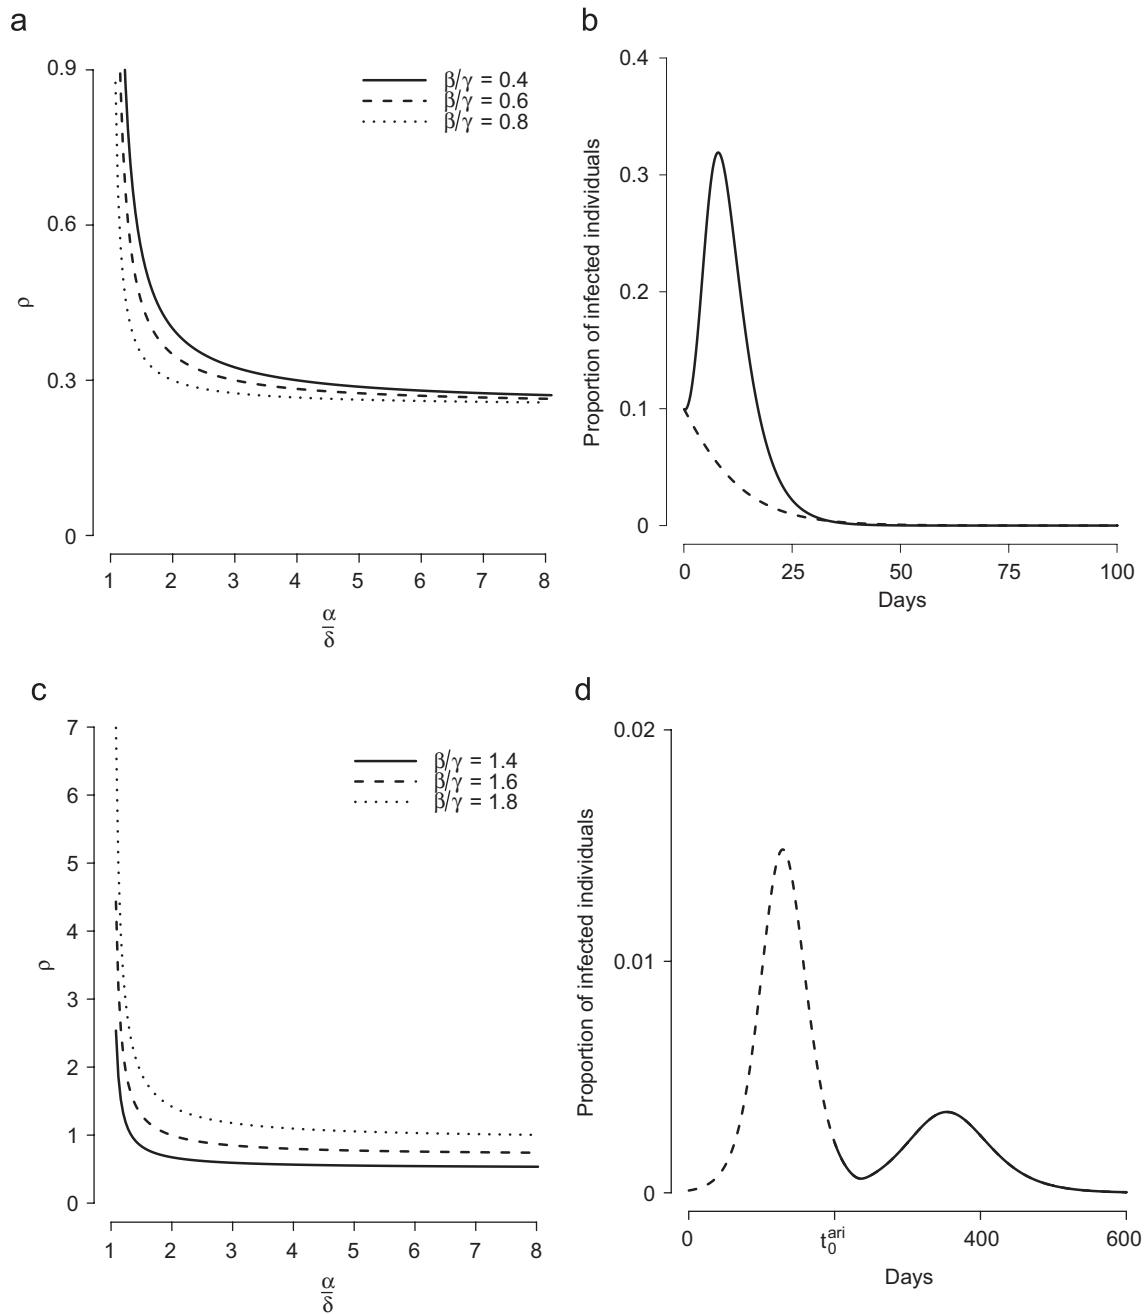 a
0.9
0.6
0.3
0
ρ
β/γ = 0.4
β/γ = 0.6
β/γ = 0.8
1 2 3 4 5 6 7 8
α
δ
b
0.4
0.3
0.2
0.1
0
Proportion of infected individuals
0 25 50 75 100
Days
c
7
6
5
4
3
2
1
0
ρ
β/γ = 1.4
β/γ = 1.6
β/γ = 1.8
1 2 3 4 5 6 7 8
α
δ
d
0.02
0.01
0
Proportion of infected individuals
0 t₀ᵃʳⁱ 400 600
Days